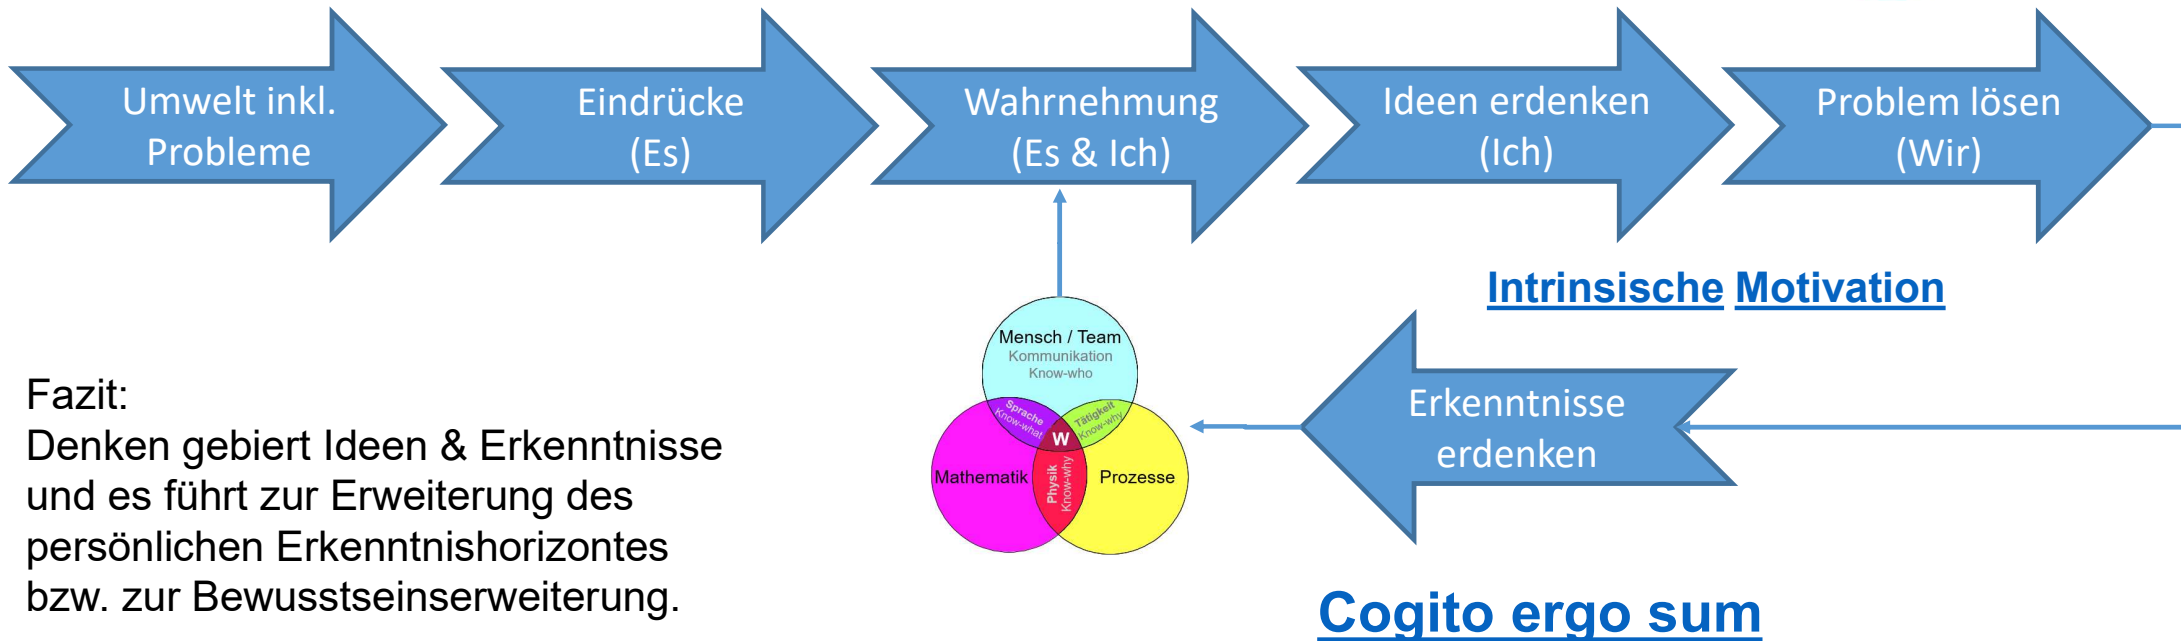 Umwelt inkl.
Probleme
Eindrücke
(Es)
Wahrnehmung
(Es & Ich)
Ideen erdenken
(Ich)
Problem lösen
(Wir)
Intrinsische Motivation
Mensch / Team
Kommunikation
Know-who
Sprache
Know-what
Tätigkeit
Know-why
W
Mathematik
Physik
Know-why
Prozesse
Erkenntnisse
erdenken
Fazit:
Denken gebiert Ideen & Erkenntnisse
und es führt zur Erweiterung des
persönlichen Erkenntnishorizontes
bzw. zur Bewusstseinserweiterung.
Cogito ergo sum